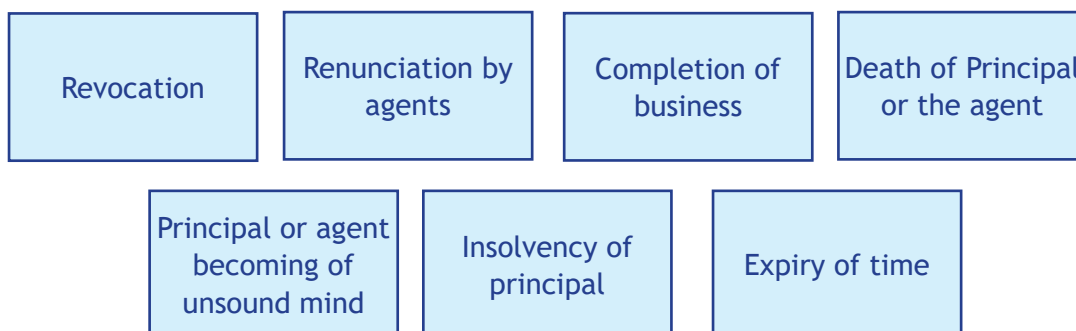 Revocation
Renunciation by
agents
Completion of
business
Death of Principal
or the agent
Principal or agent
becoming of
unsound mind
Insolvency of
principal
Expiry of time